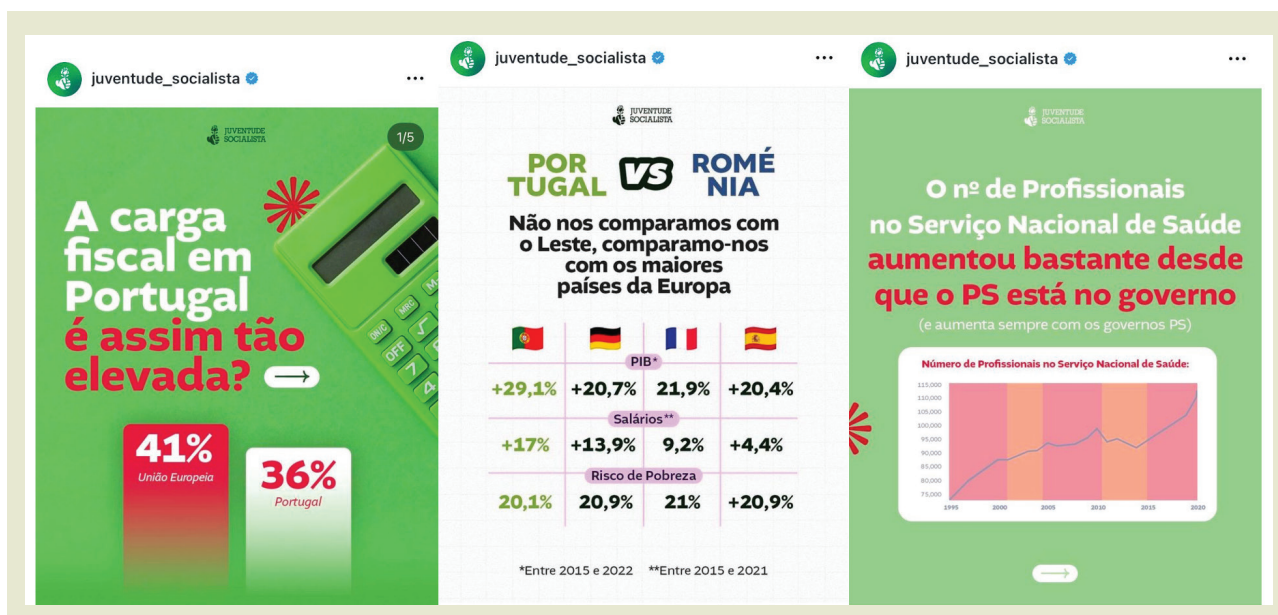 juventude_socialista
...
JUVENTUDE
SOCIALISTA
1/5
A carga
fiscal em
Portugal
é assim tão
elevada?
ON/C
MRC
OFF
7
4
41%
União Europeia
36%
Portugal
juventude_socialista
...
JUVENTUDE
SOCIALISTA
POR
TUGAL
VS
ROMÉ
NIA
Não nos comparamos com
o Leste, comparamo-nos
com os maiores
países da Europa
PIB*
+29,1% +20,7% 21,9% +20,4%
Salários**
+17% +13,9% 9,2% +4,4%
Risco de Pobreza
20,1% 20,9% 21% +20,9%
*Entre 2015 e 2022 **Entre 2015 e 2021
juventude_socialista
...
JUVENTUDE
SOCIALISTA
O nº de Profissionais
no Serviço Nacional de Saúde
aumentou bastante desde
que o PS está no governo
(e aumenta sempre com os governos PS)
Número de Profissionais no Serviço Nacional de Saúde:
115,000
110,000
105,000
100,000
95,000
90,000
85,000
80,000
75,000
1995 2000 2005 2010 2015 2020